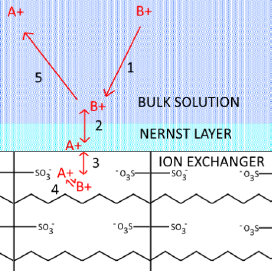 A+ B+
5 1
B+ BULK SOLUTION
2
NERNST LAYER
A+
3 ION EXCHANGER
SO₃⁻ A+ ⁻O₃S SO₃⁻ ⁻O₃S
4 B+
SO₃⁻ ⁻O₃S SO₃⁻ ⁻O₃S